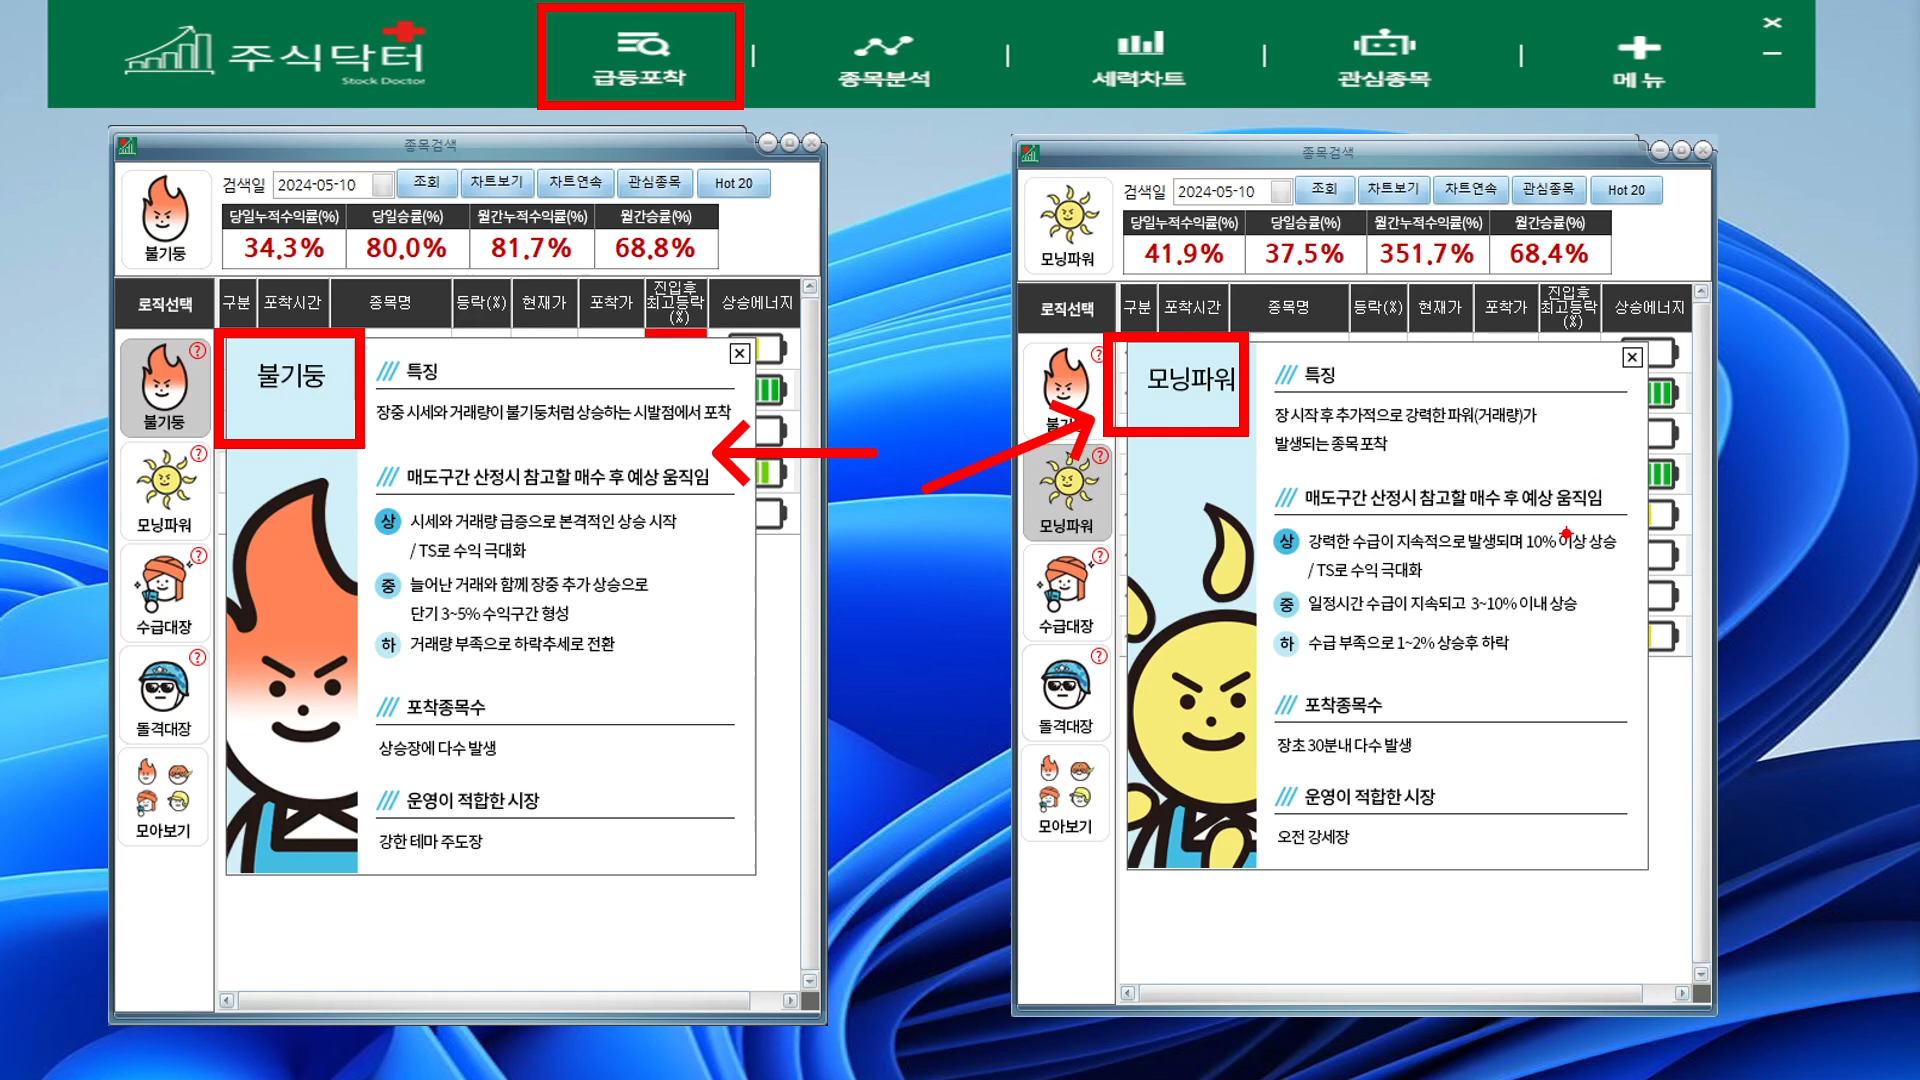 주식닥터
Stock Doctor
급등포착
종목분석
세력차트
관심종목
메뉴
종목검색
불기둥
검색일
2024-05-10
조회
차트보기
차트연속
관심종목
Hot 20
당일누적수익률(%) 당일승률(%) 월간누적수익률(%) 월간승률(%)
34.3% 80.0% 81.7% 68.8%
로직선택
구분 포착시간 종목명 등락(%) 현재가 포착가 진입후 최고등락 (%) 상승에너지
불기둥
모닝파워
수급대장
돌격대장
모아보기
불기둥
/// 특징
장중 시세와 거래량이 불기둥처럼 상승하는 시발점에서 포착
/// 매도구간 산정시 참고할 매수 후 예상 움직임
상 시세와 거래량 급증으로 본격적인 상승 시작
/ TS로 수익 극대화
중 늘어난 거래와 함께 장중 추가 상승으로
단기 3~5% 수익구간 형성
하 거래량 부족으로 하락추세로 전환
/// 포착종목수
상승장에 다수 발생
/// 운영이 적합한 시장
강한 테마 주도장
종목검색
모닝파워
검색일
2024-05-10
조회
차트보기
차트연속
관심종목
Hot 20
당일누적수익률(%) 당일승률(%) 월간누적수익률(%) 월간승률(%)
41.9% 37.5% 351.7% 68.4%
로직선택
구분 포착시간 종목명 등락(%) 현재가 포착가 진입후 최고등락 (%) 상승에너지
모닝파워
수급대장
돌격대장
모아보기
모닝파워
/// 특징
장 시작 후 추가적으로 강력한 파워(거래량)가
발생되는 종목 포착
/// 매도구간 산정시 참고할 매수 후 예상 움직임
상 강력한 수급이 지속적으로 발생되며 10% 이상 상승
/ TS로 수익 극대화
중 일정시간 수급이 지속되고 3~10% 이내 상승
하 수급 부족으로 1~2% 상승후 하락
/// 포착종목수
장초 30분내 다수 발생
/// 운영이 적합한 시장
오전 강세장